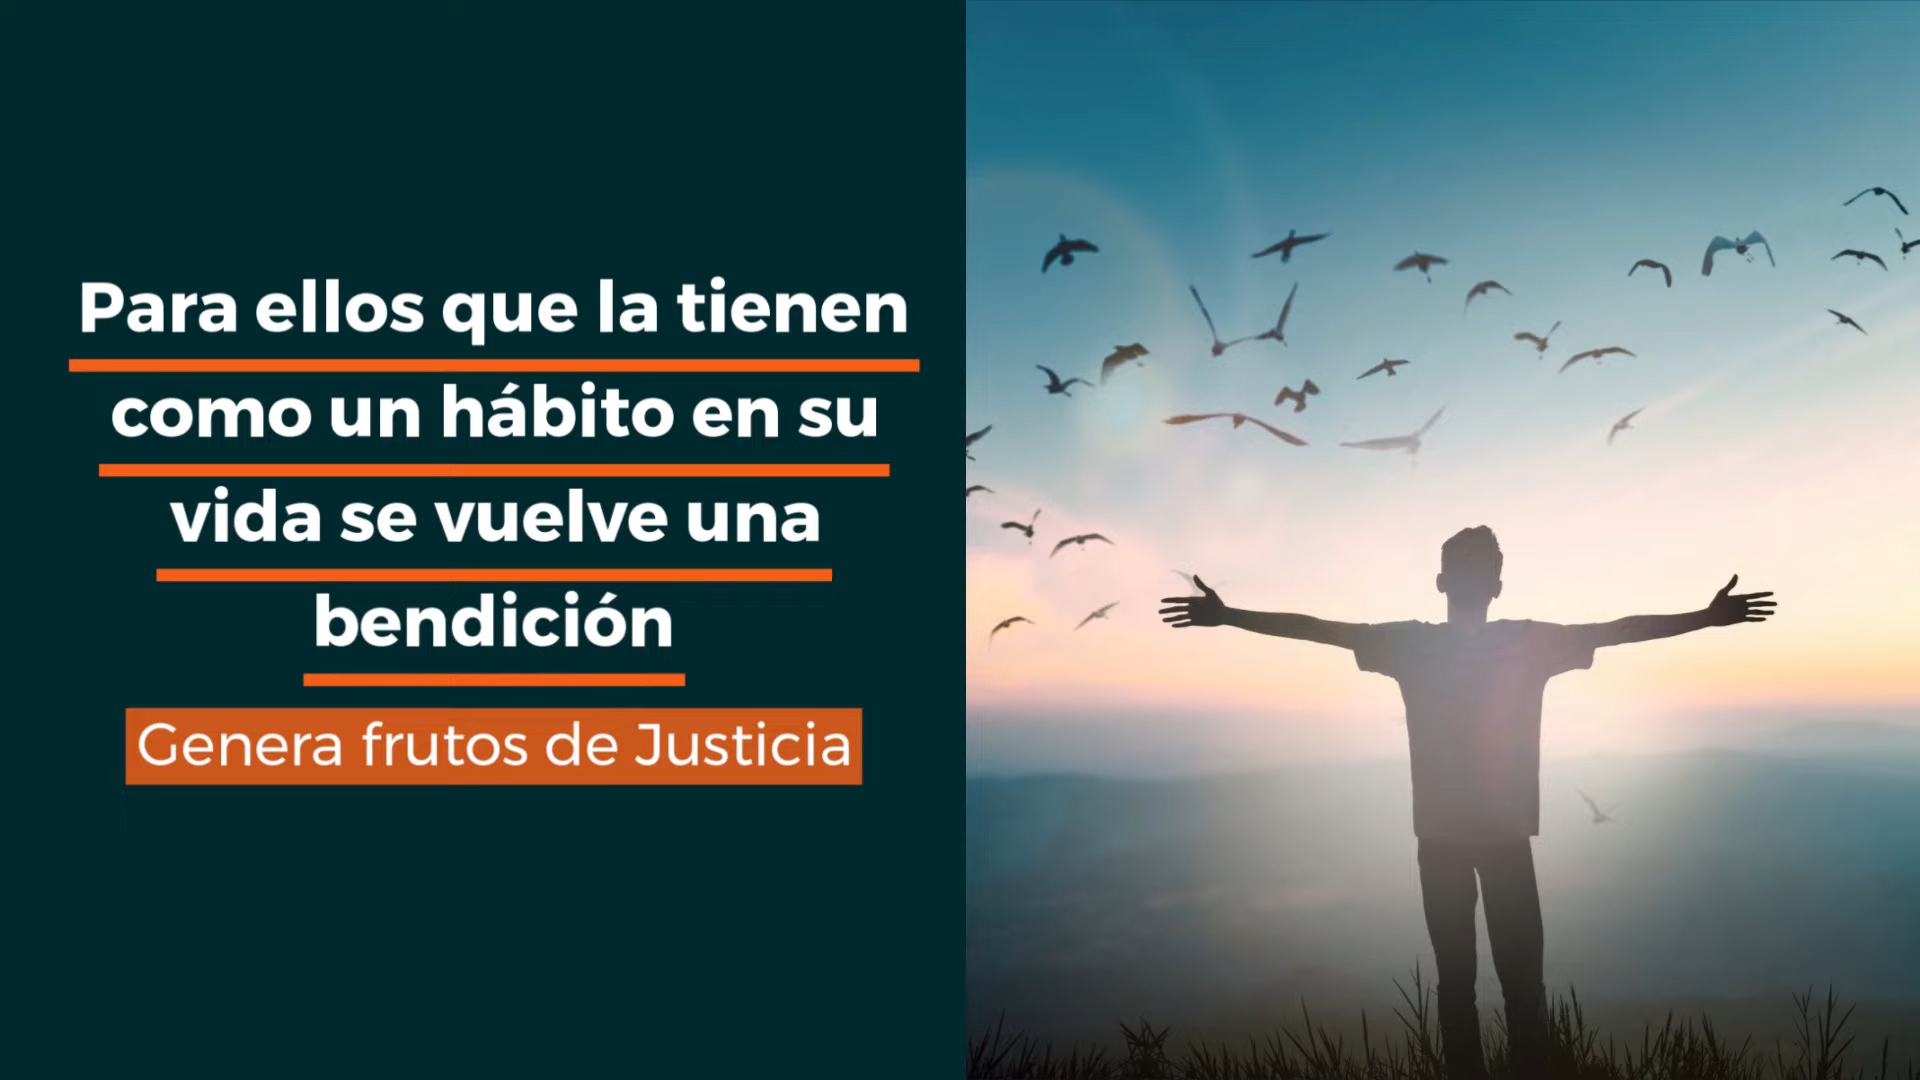 Para ellos que la tienen
como un hábito en su
vida se vuelve una
bendición
Genera frutos de Justicia